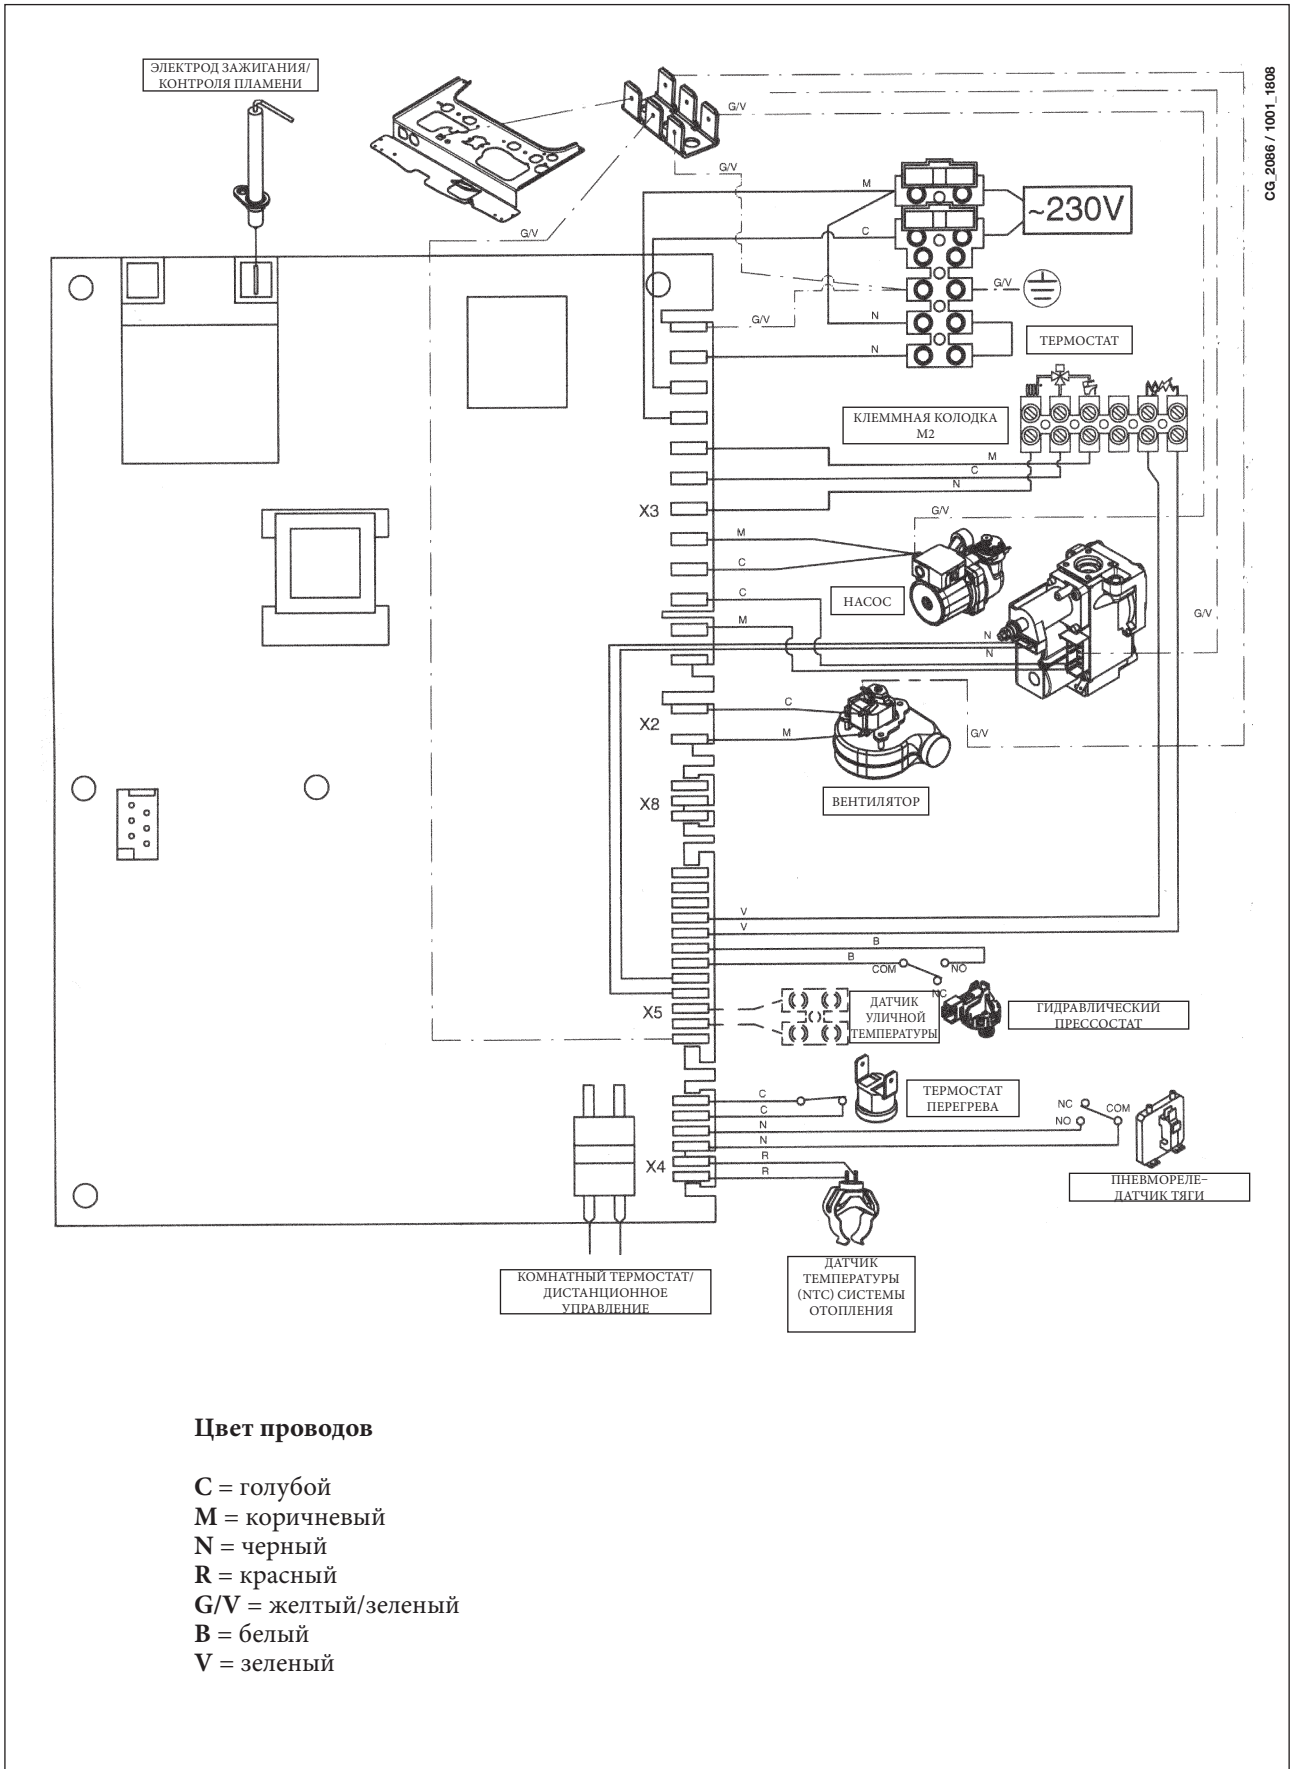 ЭЛЕКТРОД ЗАЖИГАНИЯ/
КОНТРОЛЯ ПЛАМЕНИ
CG_2086 / 1001_1808
G/V
G/V
G/V
M
~230V
C
G/V
G/V
N
N
ТЕРМОСТАТ
КЛЕММНАЯ КОЛОДКА
М2
M
C
N
X3
G/V
M
C
НАСОС
C
M
G/V
N
N
X2
C
M
G/V
ВЕНТИЛЯТОР
X8
V
V
B
B
COM
NO
NC
X5
ДАТЧИК
УЛИЧНОЙ
ТЕМПЕРАТУРЫ
ГИДРАВЛИЧЕСКИЙ
ПРЕССОСТАТ
C
C
N
N
X4
R
R
ТЕРМОСТАТ
ПЕРЕГРЕВА
NC
NO
COM
ПНЕВМОРЕЛЕ-
ДАТЧИК ТЯГИ
КОМНАТНЫЙ ТЕРМОСТАТ/
ДИСТАНЦИОННОЕ
УПРАВЛЕНИЕ
ДАТЧИК
ТЕМПЕРАТУРЫ
(NTC) СИСТЕМЫ
ОТОПЛЕНИЯ
Цвет проводов
C = голубой
M = коричневый
N = черный
R = красный
G/V = желтый/зеленый
B = белый
V = зеленый